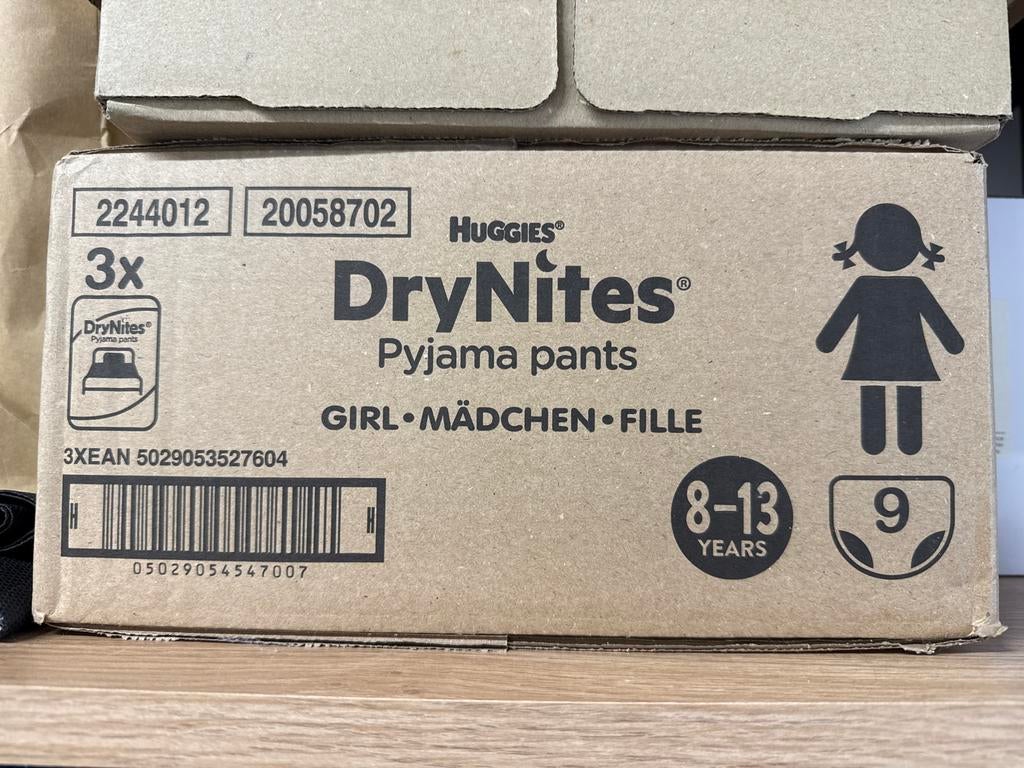 2244012 20058702
HUGGIES®
3x
DryNites®
Pyjama pants
DryNites®
Pyjama pants
GIRL • MÄDCHEN • FILLE
3XEAN 5029053527604
H H
05029054547007
8-13
YEARS
9